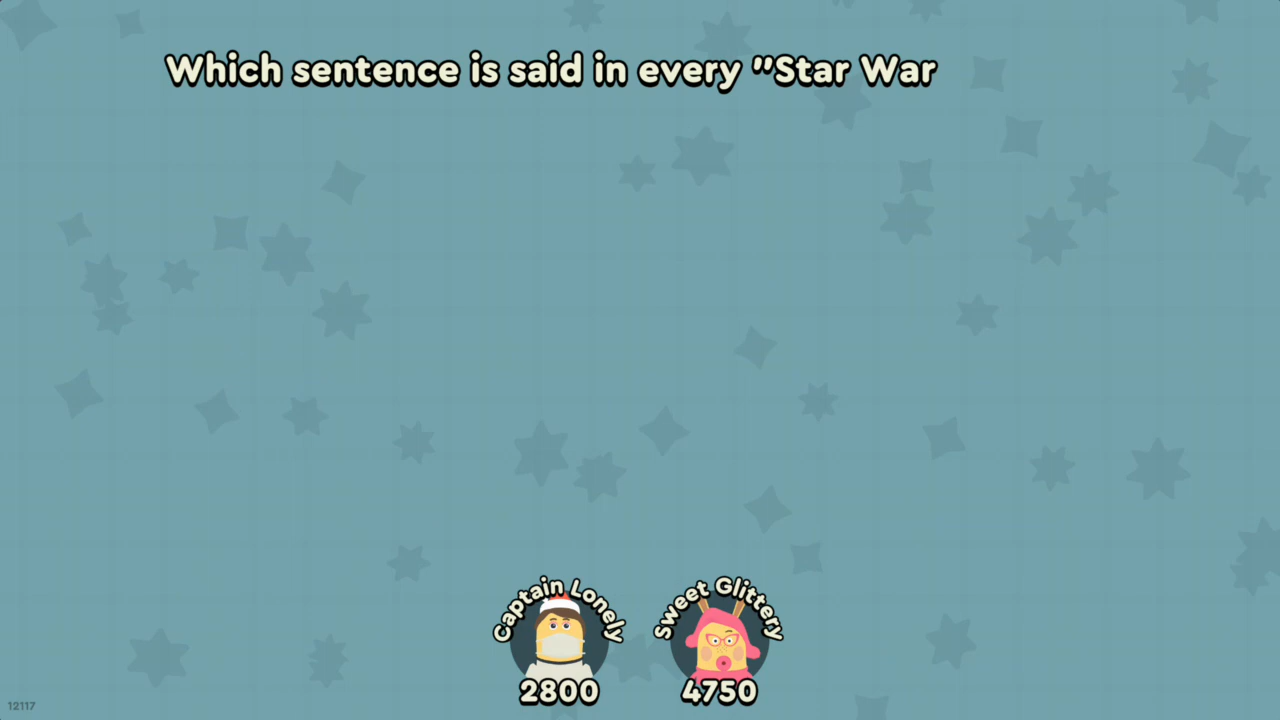 Which sentence is said in every "Star War
Captain Lonely
2800
Sweet Glittery
4750
12117